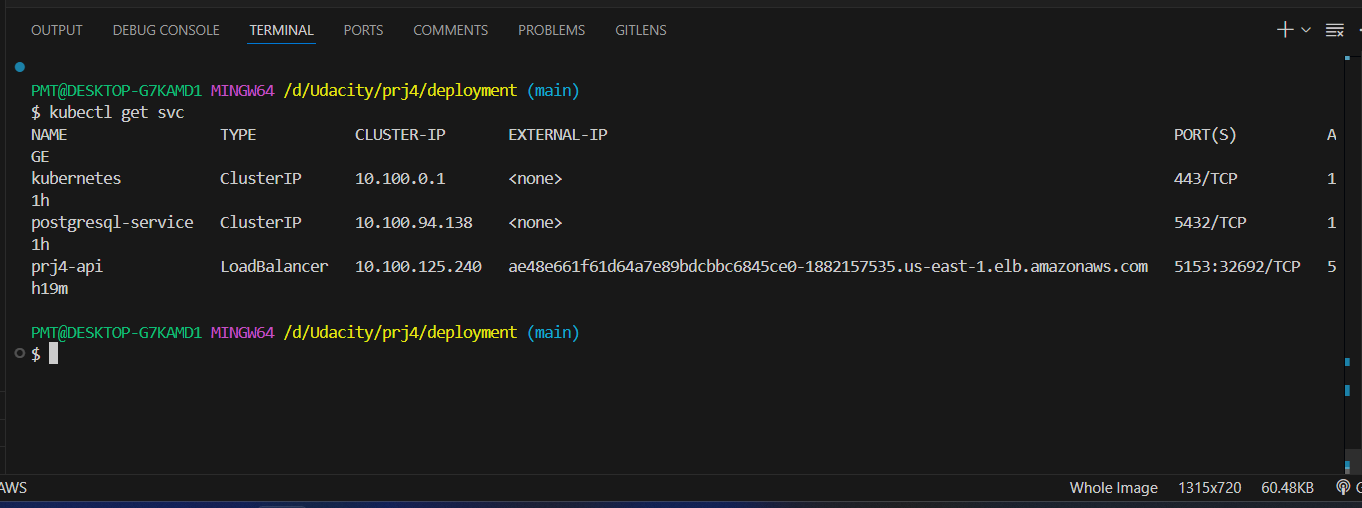 OUTPUT DEBUG CONSOLE TERMINAL PORTS COMMENTS PROBLEMS GITLENS
PMT@DESKTOP-G7KAMD1 MINGW64 /d/Udacity/prj4/deployment (main)
$ kubectl get svc
NAME TYPE CLUSTER-IP EXTERNAL-IP PORT(S) A
GE
kubernetes ClusterIP 10.100.0.1 <none> 443/TCP 1
1h
postgresql-service ClusterIP 10.100.94.138 <none> 5432/TCP 1
1h
prj4-api LoadBalancer 10.100.125.240 ae48e661f61d64a7e89bdcbbc6845ce0-1882157535.us-east-1.elb.amazonaws.com 5153:32692/TCP 5
h19m
PMT@DESKTOP-G7KAMD1 MINGW64 /d/Udacity/prj4/deployment (main)
$
AWS Whole Image 1315x720 60.48KB G